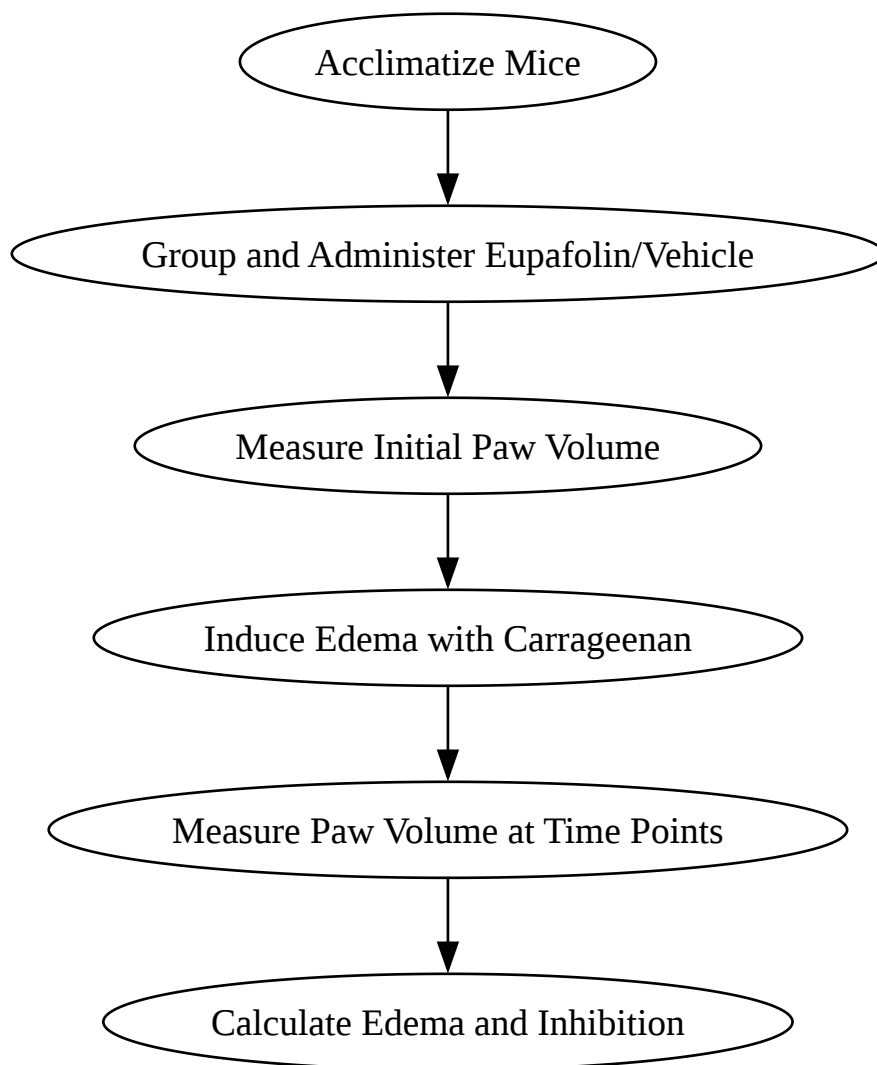 Acclimatize Mice
Group and Administer Eupafolin/Vehicle
Measure Initial Paw Volume
Induce Edema with Carrageenan
Measure Paw Volume at Time Points
Calculate Edema and Inhibition